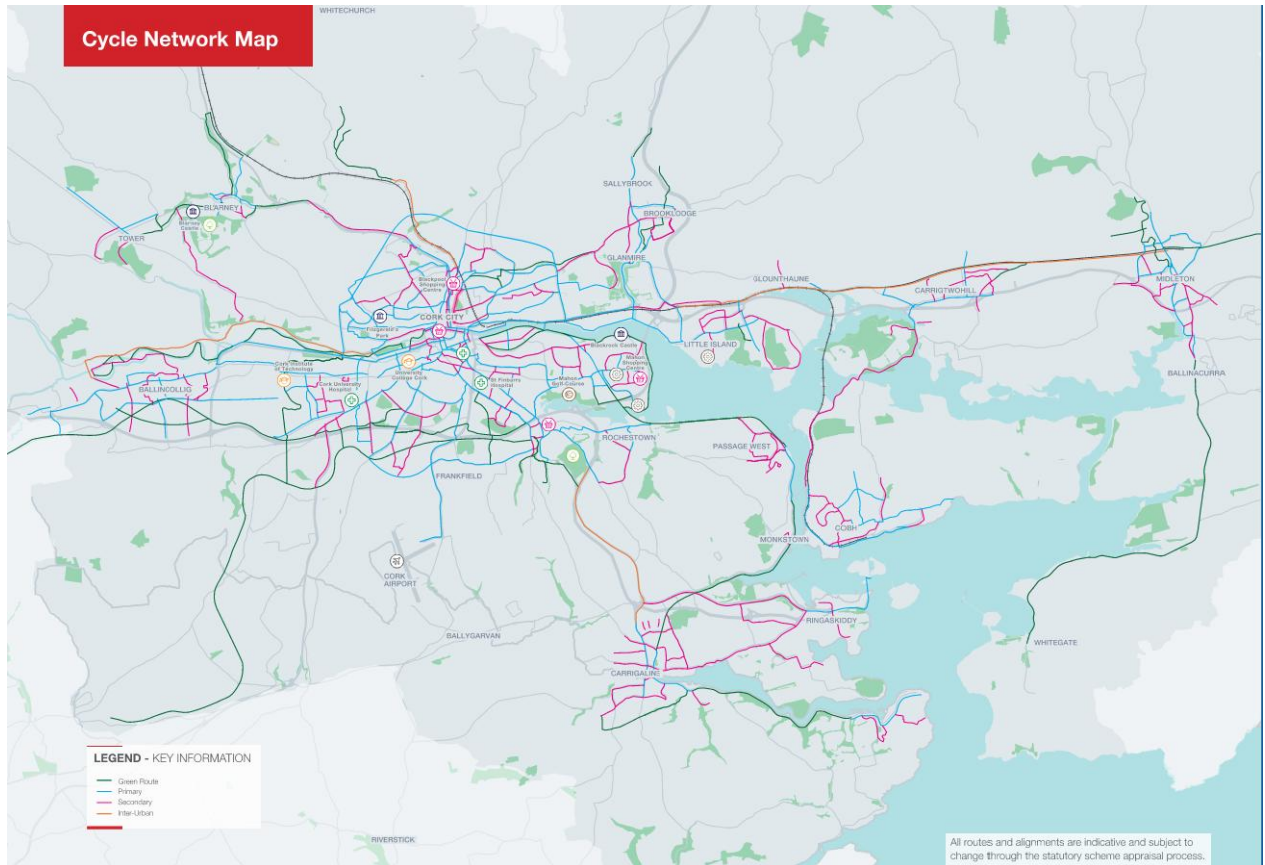 WHITECHURCH
Cycle Network Map
SALLYBROOK
BROOKLODGE
BLARNEY
Blarney
Castle
TOWER
GLANMIRE
Blackpool
Shopping
Centre
GLOUNTHAUNE
CARRIGTWOHILL
MIDLETON
CORK CITY
Fitzgerald's
Park
Blackrock Castle
LITTLE ISLAND
Cork Institute
of Technology
University
College Cork
Mahon
Shopping
Centre
BALLINCOLLIG
Cork University
Hospital
St Finbarrs
Hospital
Mahon
Golf Course
BALLINACURRA
ROCHESTOWN
PASSAGE WEST
FRANKFIELD
COBH
MONKSTOWN
CORK
AIRPORT
RINGASKIDDY
BALLYGARVAN
WHITEGATE
CARRIGALINE
LEGEND - KEY INFORMATION
Green Route
Primary
Secondary
Inter-Urban
RIVERSTICK
All routes and alignments are indicative and subject to
change through the statutory scheme appraisal process.